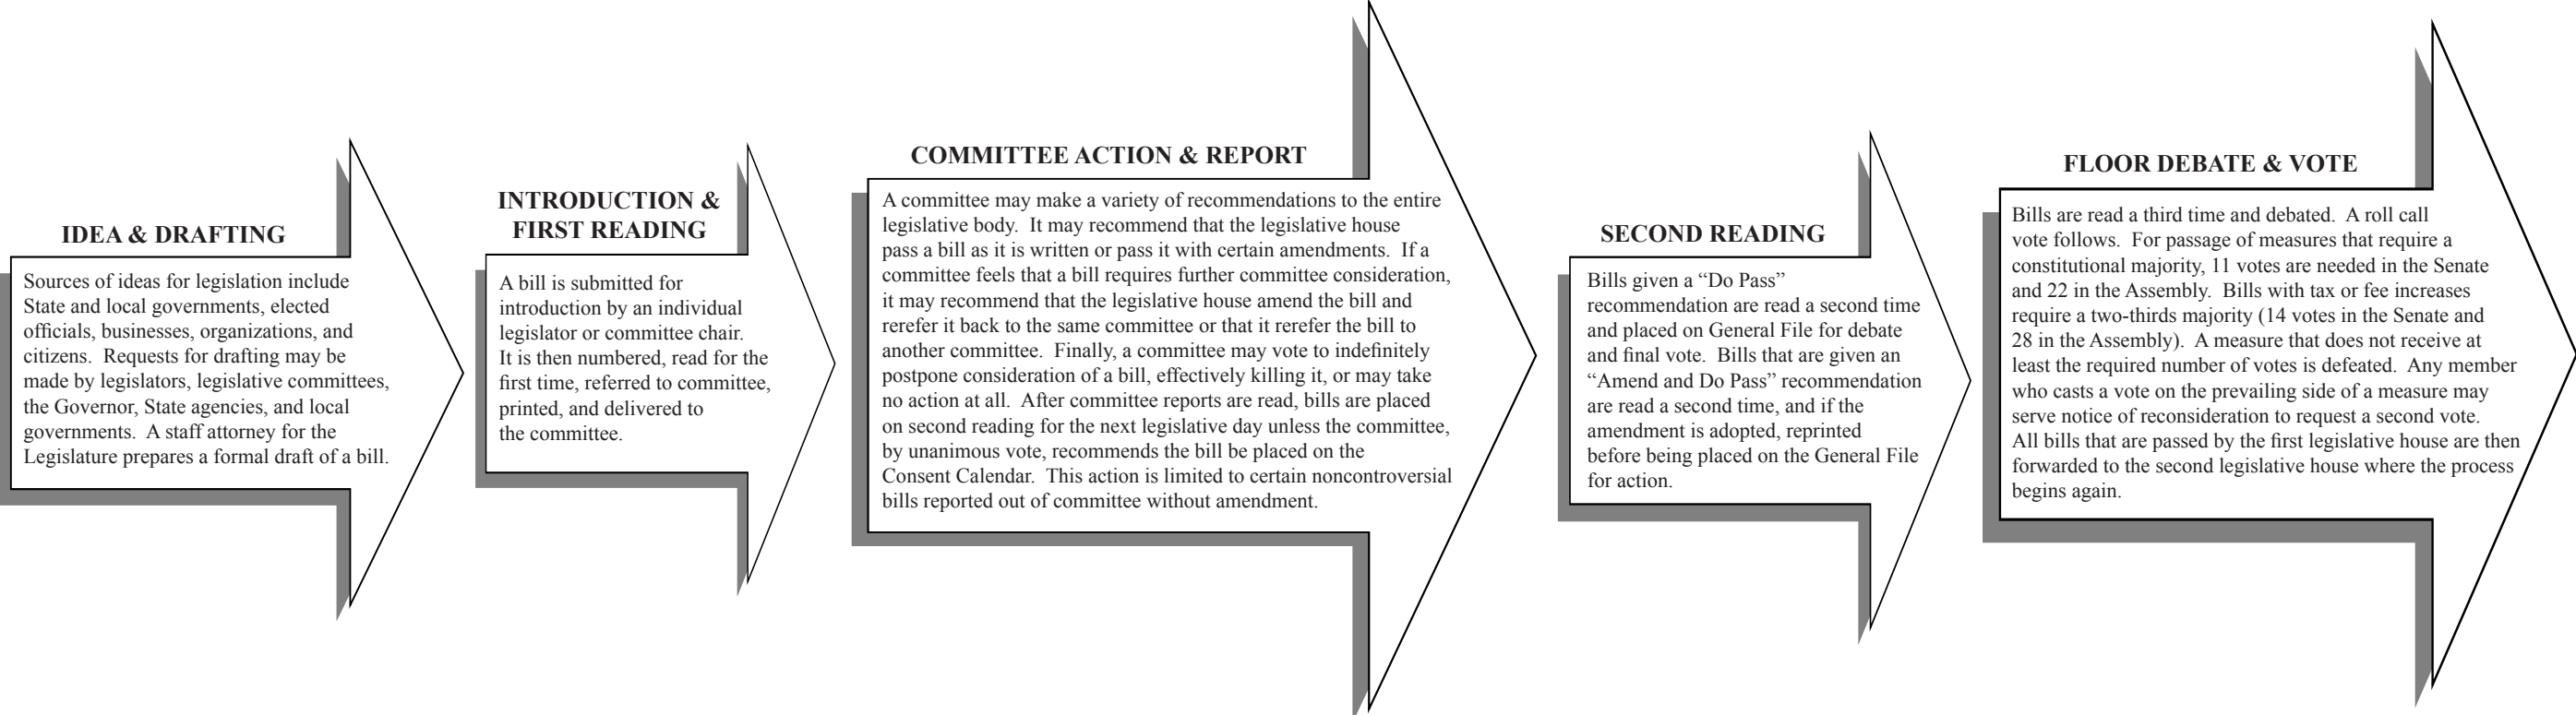 IDEA & DRAFTING
Sources of ideas for legislation include
State and local governments, elected
officials, businesses, organizations, and
citizens.  Requests for drafting may be
made by legislators, legislative committees,
the Governor, State agencies, and local
governments.  A staff attorney for the
Legislature prepares a formal draft of a bill.
INTRODUCTION &
FIRST READING
A bill is submitted for
introduction by an individual
legislator or committee chair.
It is then numbered, read for the
first time, referred to committee,
printed, and delivered to
the committee.
COMMITTEE ACTION & REPORT
A committee may make a variety of recommendations to the entire
legislative body.  It may recommend that the legislative house
pass a bill as it is written or pass it with certain amendments.  If a
committee feels that a bill requires further committee consideration,
it may recommend that the legislative house amend the bill and
rerefer it back to the same committee or that it rerefer the bill to
another committee.  Finally, a committee may vote to indefinitely
postpone consideration of a bill, effectively killing it, or may take
no action at all.  After committee reports are read, bills are placed
on second reading for the next legislative day unless the committee,
by unanimous vote, recommends the bill be placed on the
Consent Calendar.  This action is limited to certain noncontroversial
bills reported out of committee without amendment.
SECOND READING
Bills given a “Do Pass”
recommendation are read a second time
and placed on General File for debate
and final vote.  Bills that are given an
“Amend and Do Pass” recommendation
are read a second time, and if the
amendment is adopted, reprinted
before being placed on the General File
for action.
FLOOR DEBATE & VOTE
Bills are read a third time and debated.  A roll call
vote follows.  For passage of measures that require a
constitutional majority, 11 votes are needed in the Senate
and 22 in the Assembly.  Bills with tax or fee increases
require a two-thirds majority (14 votes in the Senate and
28 in the Assembly).  A measure that does not receive at
least the required number of votes is defeated.  Any member
who casts a vote on the prevailing side of a measure may
serve notice of reconsideration to request a second vote.
All bills that are passed by the first legislative house are then
forwarded to the second legislative house where the process
begins again.